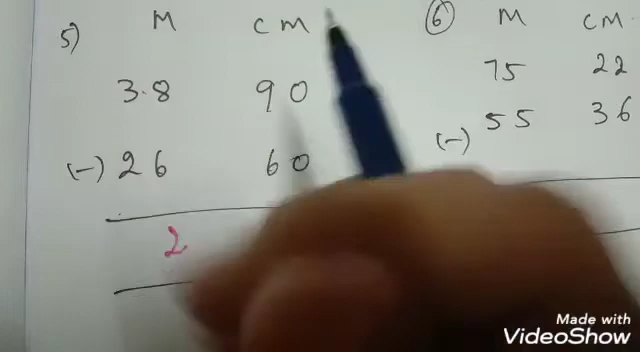 5) M CM
3.8 90
(-) 26 60
2
6 M CM
75 22
(-) 55 36
Made with
VideoShow